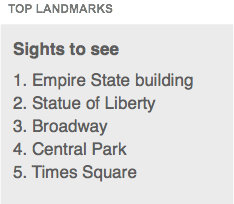 TOP LANDMARKS
Sights to see
1. Empire State building
2. Statue of Liberty
3. Broadway
4. Central Park
5. Times Square